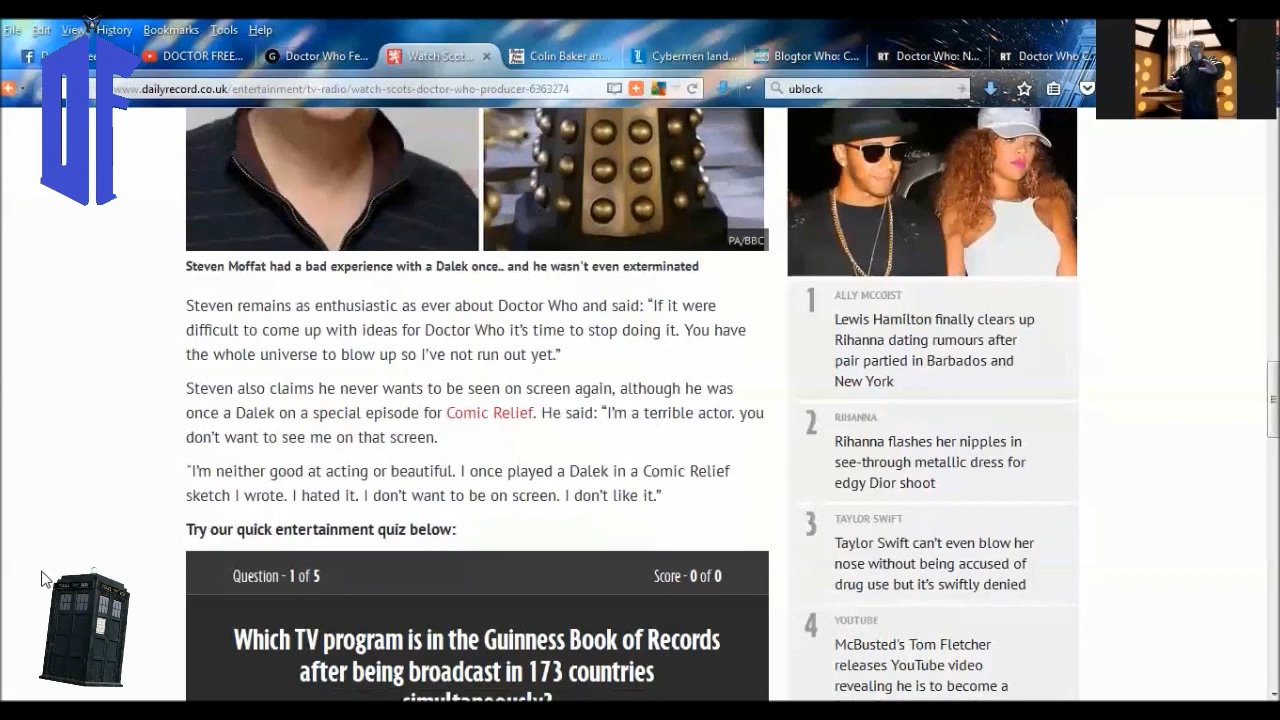 File Edit View History Bookmarks Tools Help
DOCTOR FREE...
Doctor Who Fe...
Watch Scot...
Colin Baker an...
Cybermen land...
Blogtor Who: C...
RT Doctor Who: N...
RT Doctor Who C
www.dailyrecord.co.uk/entertainment/tv-radio/watch-scots-doctor-who-producer-6363274
ublock
DF
PA/BBC
Steven Moffat had a bad experience with a Dalek once.. and he wasn't even exterminated
Steven remains as enthusiastic as ever about Doctor Who and said: “If it were
difficult to come up with ideas for Doctor Who it’s time to stop doing it. You have
the whole universe to blow up so I’ve not run out yet.”
Steven also claims he never wants to be seen on screen again, although he was
once a Dalek on a special episode for Comic Relief. He said: “I’m a terrible actor. you
don’t want to see me on that screen.
"I’m neither good at acting or beautiful. I once played a Dalek in a Comic Relief
sketch I wrote. I hated it. I don’t want to be on screen. I don’t like it.”
Try our quick entertainment quiz below:
Question - 1 of 5
Score - 0 of 0
Which TV program is in the Guinness Book of Records
after being broadcast in 173 countries
simultaneously?
1
ALLY MCCOIST
Lewis Hamilton finally clears up
Rihanna dating rumours after
pair partied in Barbados and
New York
2
RIHANNA
Rihanna flashes her nipples in
see-through metallic dress for
edgy Dior shoot
3
TAYLOR SWIFT
Taylor Swift can’t even blow her
nose without being accused of
drug use but it’s swiftly denied
4
YOUTUBE
McBusted's Tom Fletcher
releases YouTube video
revealing he is to become a